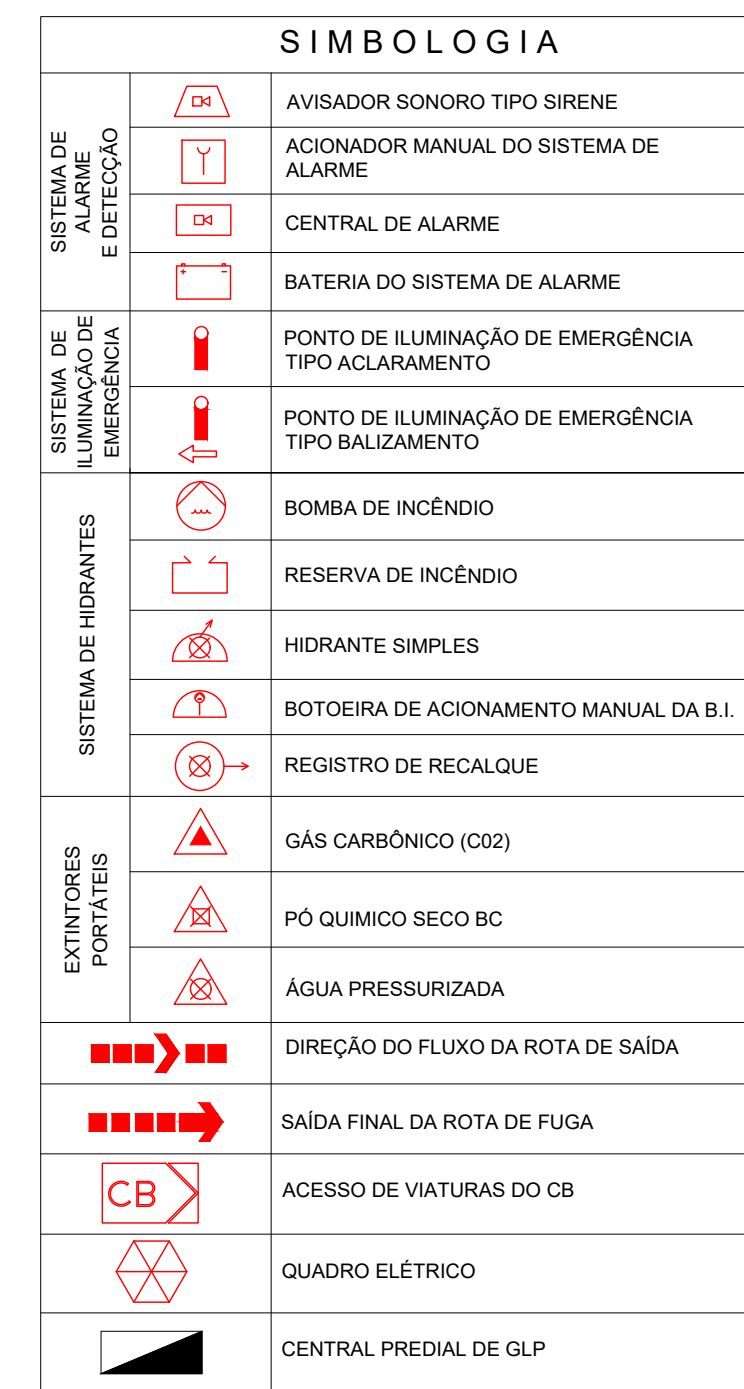 SIMBOLOGIA
SISTEMA DE
ALARME
E DETECÇÃO
AVISADOR SONORO TIPO SIRENE
ACIONADOR MANUAL DO SISTEMA DE
ALARME
CENTRAL DE ALARME
+ -
BATERIA DO SISTEMA DE ALARME
SISTEMA DE
ILUMINAÇÃO DE
EMERGÊNCIA
PONTO DE ILUMINAÇÃO DE EMERGÊNCIA
TIPO ACLARAMENTO
PONTO DE ILUMINAÇÃO DE EMERGÊNCIA
TIPO BALIZAMENTO
SISTEMA DE HIDRANTES
BOMBA DE INCÊNDIO
RESERVA DE INCÊNDIO
HIDRANTE SIMPLES
BOTOEIRA DE ACIONAMENTO MANUAL DA B.I.
REGISTRO DE RECALQUE
EXTINTORES
PORTÁTEIS
GÁS CARBÔNICO (C02)
PÓ QUIMICO SECO BC
ÁGUA PRESSURIZADA
DIREÇÃO DO FLUXO DA ROTA DE SAÍDA
SAÍDA FINAL DA ROTA DE FUGA
CB
ACESSO DE VIATURAS DO CB
QUADRO ELÉTRICO
CENTRAL PREDIAL DE GLP